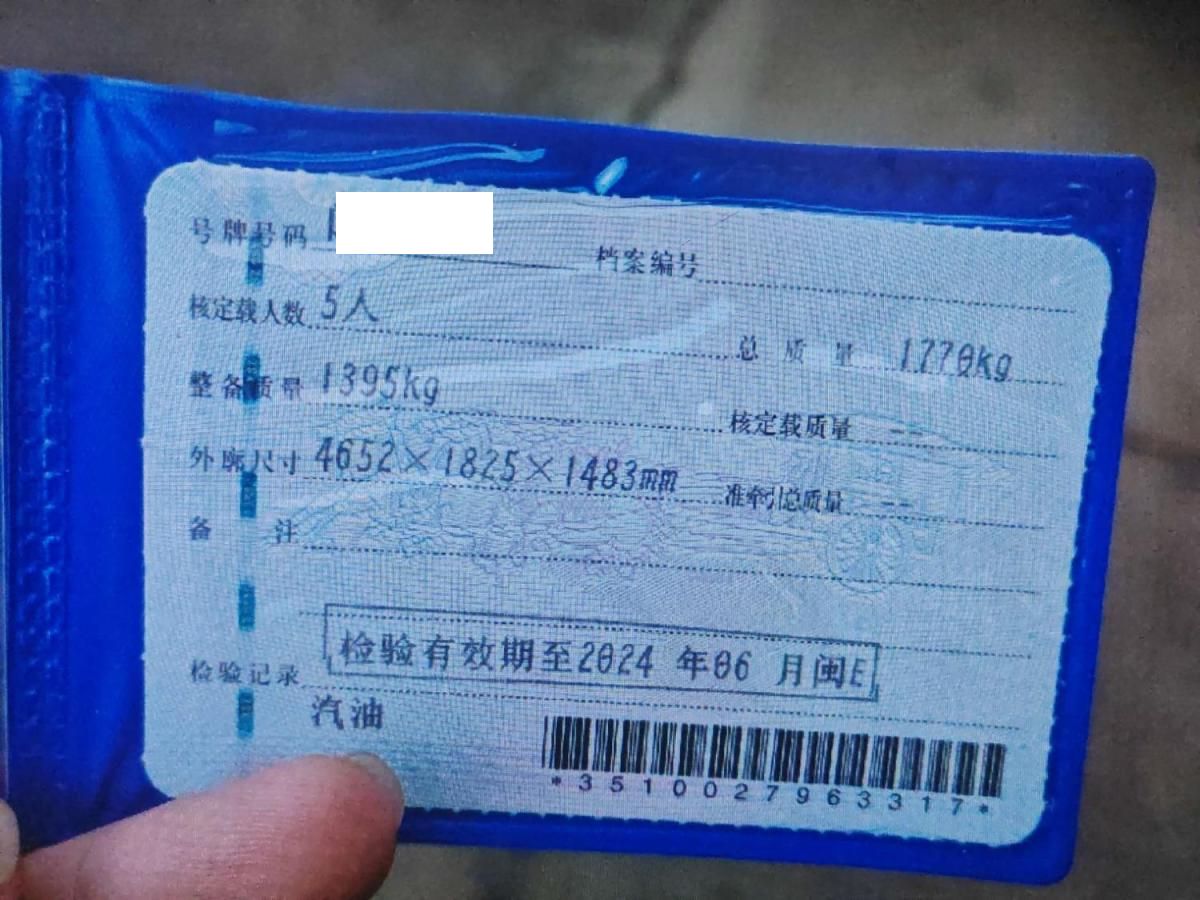 号牌号码
档案编号
核定载人数 5人
总质量 1770kg
整备质量 1395kg
核定载质量 --
外廓尺寸 4652×1825×1483mm
准牵引总质量 --
备注
检验记录 检验有效期至2024 年06 月闽E
汽油
*3510027963317*